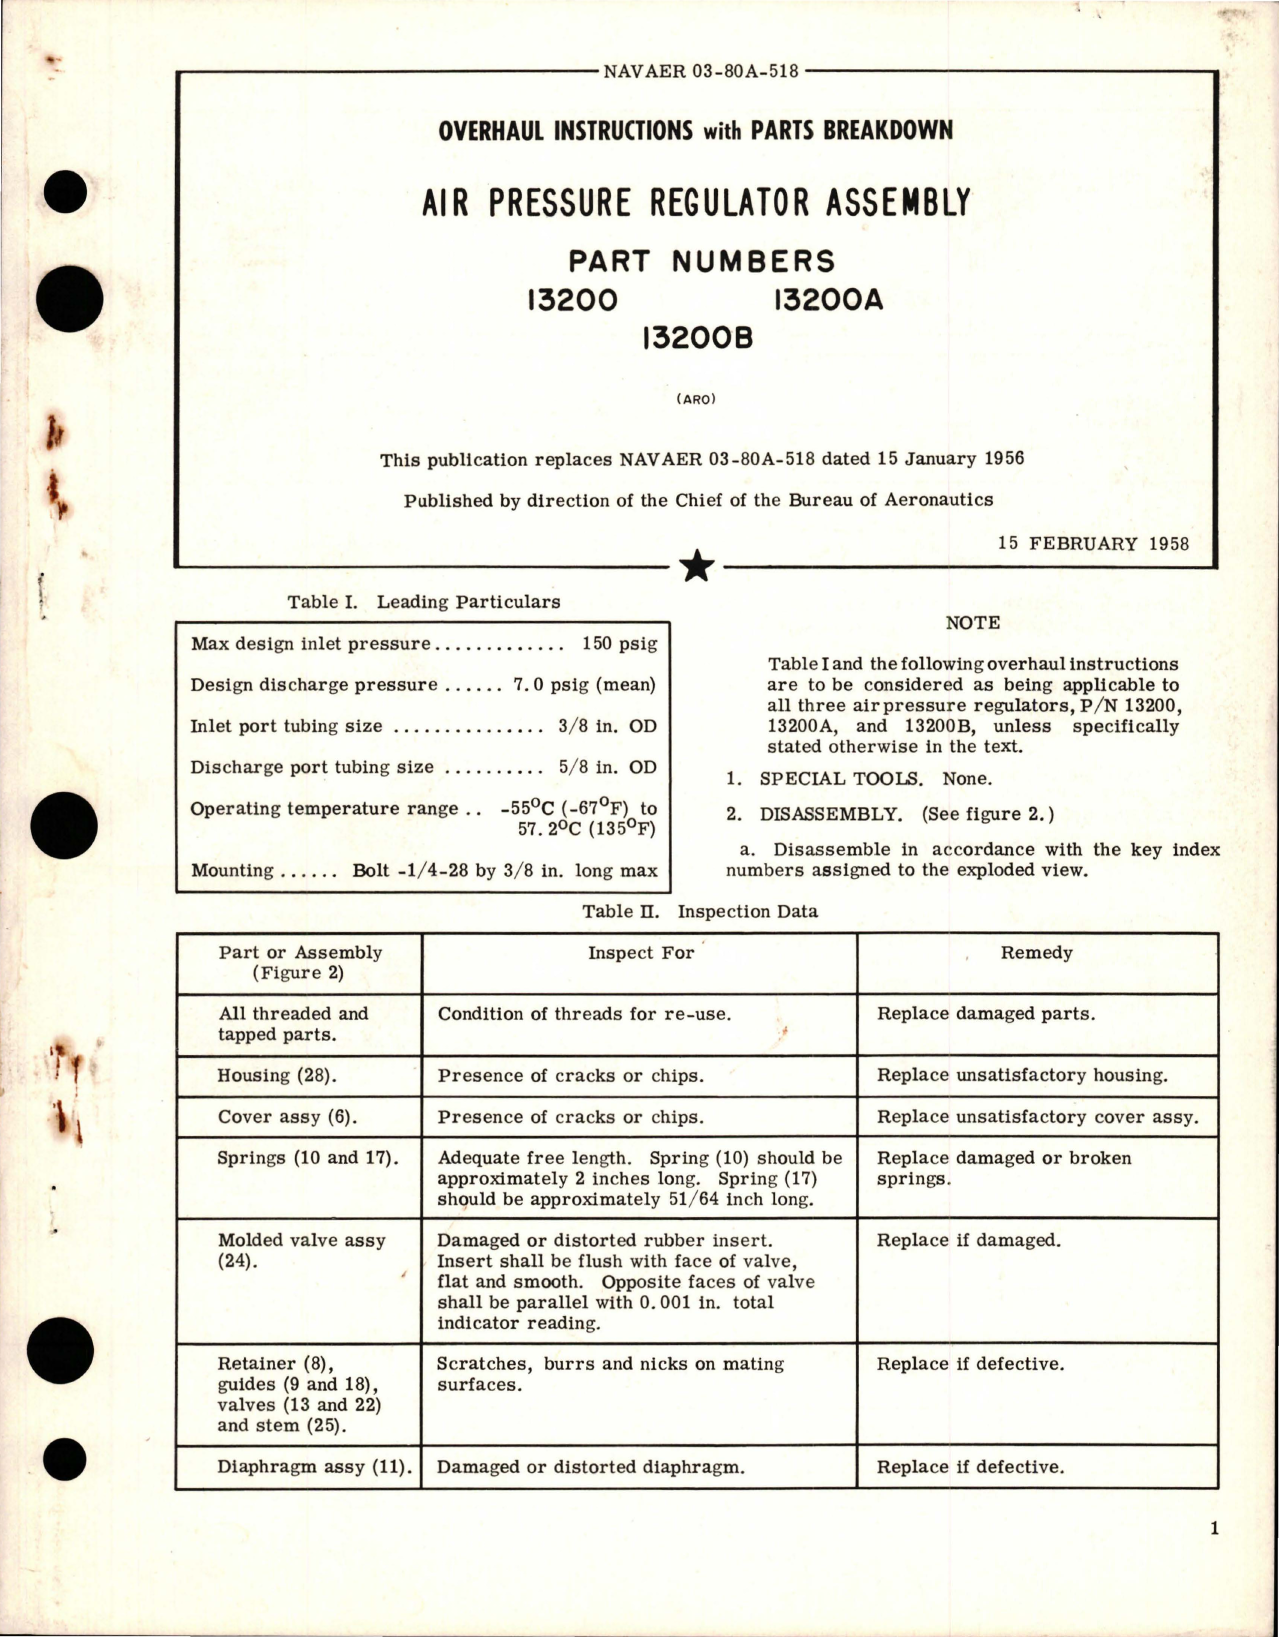 NAVAER 03-80A-518
OVERHAUL INSTRUCTIONS with PARTS BREAKDOWN
AIR PRESSURE REGULATOR ASSEMBLY
PART NUMBERS
13200 13200A
13200B
(ARO)
This publication replaces NAVAER 03-80A-518 dated 15 January 1956
Published by direction of the Chief of the Bureau of Aeronautics
15 FEBRUARY 1958
Table I. Leading Particulars
Max design inlet pressure............. 150 psig
Design discharge pressure ...... 7.0 psig (mean)
Inlet port tubing size ............... 3/8 in. OD
Discharge port tubing size .......... 5/8 in. OD
Operating temperature range .. -55°C (-67°F) to
57.2°C (135°F)
Mounting ...... Bolt -1/4-28 by 3/8 in. long max
NOTE
Table I and the following overhaul instructions
are to be considered as being applicable to
all three air pressure regulators, P/N 13200,
13200A, and 13200B, unless specifically
stated otherwise in the text.
1. SPECIAL TOOLS. None.
2. DISASSEMBLY. (See figure 2.)
a. Disassemble in accordance with the key index
numbers assigned to the exploded view.
Table II. Inspection Data
Part or Assembly
(Figure 2)
Inspect For
Remedy
All threaded and
tapped parts.
Condition of threads for re-use.
Replace damaged parts.
Housing (28).
Presence of cracks or chips.
Replace unsatisfactory housing.
Cover assy (6).
Presence of cracks or chips.
Replace unsatisfactory cover assy.
Springs (10 and 17).
Adequate free length. Spring (10) should be
approximately 2 inches long. Spring (17)
should be approximately 51/64 inch long.
Replace damaged or broken
springs.
Molded valve assy
(24).
Damaged or distorted rubber insert.
Insert shall be flush with face of valve,
flat and smooth. Opposite faces of valve
shall be parallel with 0.001 in. total
indicator reading.
Replace if damaged.
Retainer (8),
guides (9 and 18),
valves (13 and 22)
and stem (25).
Scratches, burrs and nicks on mating
surfaces.
Replace if defective.
Diaphragm assy (11).
Damaged or distorted diaphragm.
Replace if defective.
1